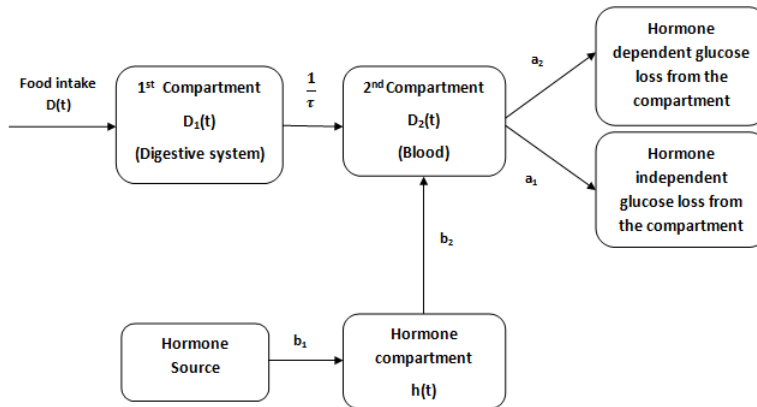 Food intake
D(t)
1st Compartment
D₁(t)
(Digestive system)
1
τ
2nd Compartment
D₂(t)
(Blood)
a₂
a₁
Hormone
dependent glucose
loss from the
compartment
Hormone
independent
glucose loss from
the compartment
b₂
Hormone
Source
b₁
Hormone
compartment
h(t)